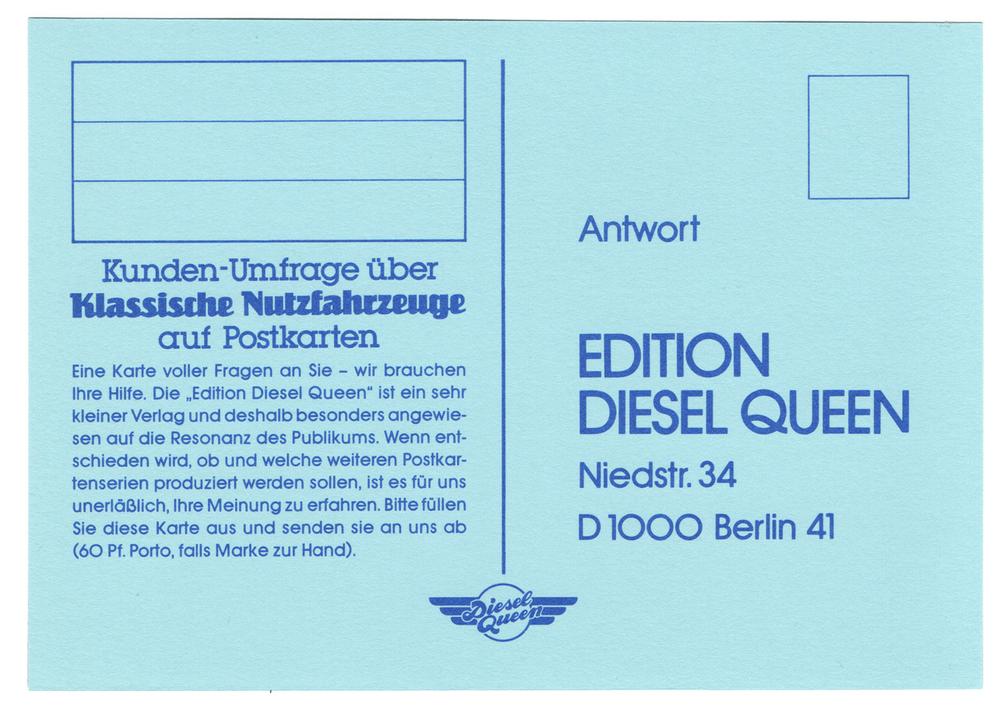 Kunden-Umfrage über
Klassische Nutzfahrzeuge
auf Postkarten
Eine Karte voller Fragen an Sie – wir brauchen
Ihre Hilfe. Die „Edition Diesel Queen“ ist ein sehr
kleiner Verlag und deshalb besonders angewie-
sen auf die Resonanz des Publikums. Wenn ent-
schieden wird, ob und welche weiteren Postkar-
tenserien produziert werden sollen, ist es für uns
unerläßlich, Ihre Meinung zu erfahren. Bitte füllen
Sie diese Karte aus und senden sie an uns ab
(60 Pf. Porto, falls Marke zur Hand).
Antwort
EDITION
DIESEL QUEEN
Niedstr. 34
D 1000 Berlin 41
Diesel
Queen